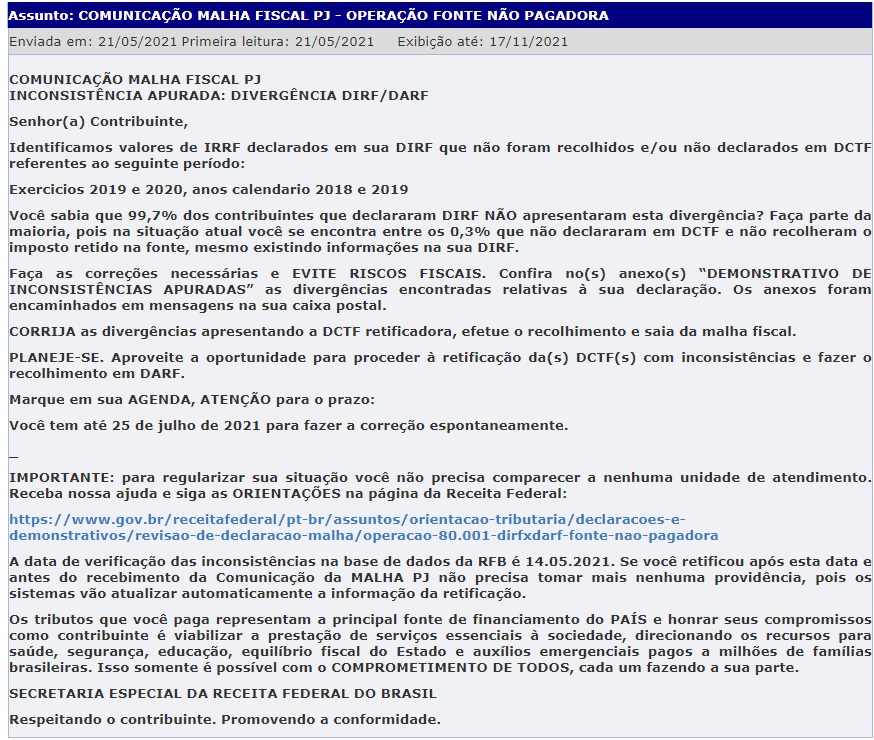 Assunto: COMUNICAÇÃO MALHA FISCAL PJ - OPERAÇÃO FONTE NÃO PAGADORA
Enviada em: 21/05/2021 Primeira leitura: 21/05/2021 Exibição até: 17/11/2021
COMUNICAÇÃO MALHA FISCAL PJ
INCONSISTÊNCIA APURADA: DIVERGÊNCIA DIRF/DARF
Senhor(a) Contribuinte,
Identificamos valores de IRRF declarados em sua DIRF que não foram recolhidos e/ou não declarados em DCTF
referentes ao seguinte período:
Exercicios 2019 e 2020, anos calendario 2018 e 2019
Você sabia que 99,7% dos contribuintes que declararam DIRF NÃO apresentaram esta divergência? Faça parte da
maioria, pois na situação atual você se encontra entre os 0,3% que não declararam em DCTF e não recolheram o
imposto retido na fonte, mesmo existindo informações na sua DIRF.
Faça as correções necessárias e EVITE RISCOS FISCAIS. Confira no(s) anexo(s) “DEMONSTRATIVO DE
INCONSISTÊNCIAS APURADAS” as divergências encontradas relativas à sua declaração. Os anexos foram
encaminhados em mensagens na sua caixa postal.
CORRIJA as divergências apresentando a DCTF retificadora, efetue o recolhimento e saia da malha fiscal.
PLANEJE-SE. Aproveite a oportunidade para proceder à retificação da(s) DCTF(s) com inconsistências e fazer o
recolhimento em DARF.
Marque em sua AGENDA, ATENÇÃO para o prazo:
Você tem até 25 de julho de 2021 para fazer a correção espontaneamente.
_
IMPORTANTE: para regularizar sua situação você não precisa comparecer a nenhuma unidade de atendimento.
Receba nossa ajuda e siga as ORIENTAÇÕES na página da Receita Federal:
https://www.gov.br/receitafederal/pt-br/assuntos/orientacao-tributaria/declaracoes-e-
demonstrativos/revisao-de-declaracao-malha/operacao-80.001-dirfxdarf-fonte-nao-pagadora
A data de verificação das inconsistências na base de dados da RFB é 14.05.2021. Se você retificou após esta data e
antes do recebimento da Comunicação da MALHA PJ não precisa tomar mais nenhuma providência, pois os
sistemas vão atualizar automaticamente a informação da retificação.
Os tributos que você paga representam a principal fonte de financiamento do PAÍS e honrar seus compromissos
como contribuinte é viabilizar a prestação de serviços essenciais à sociedade, direcionando os recursos para
saúde, segurança, educação, equilíbrio fiscal do Estado e auxílios emergenciais pagos a milhões de famílias
brasileiras. Isso somente é possível com o COMPROMETIMENTO DE TODOS, cada um fazendo a sua parte.
SECRETARIA ESPECIAL DA RECEITA FEDERAL DO BRASIL
Respeitando o contribuinte. Promovendo a conformidade.